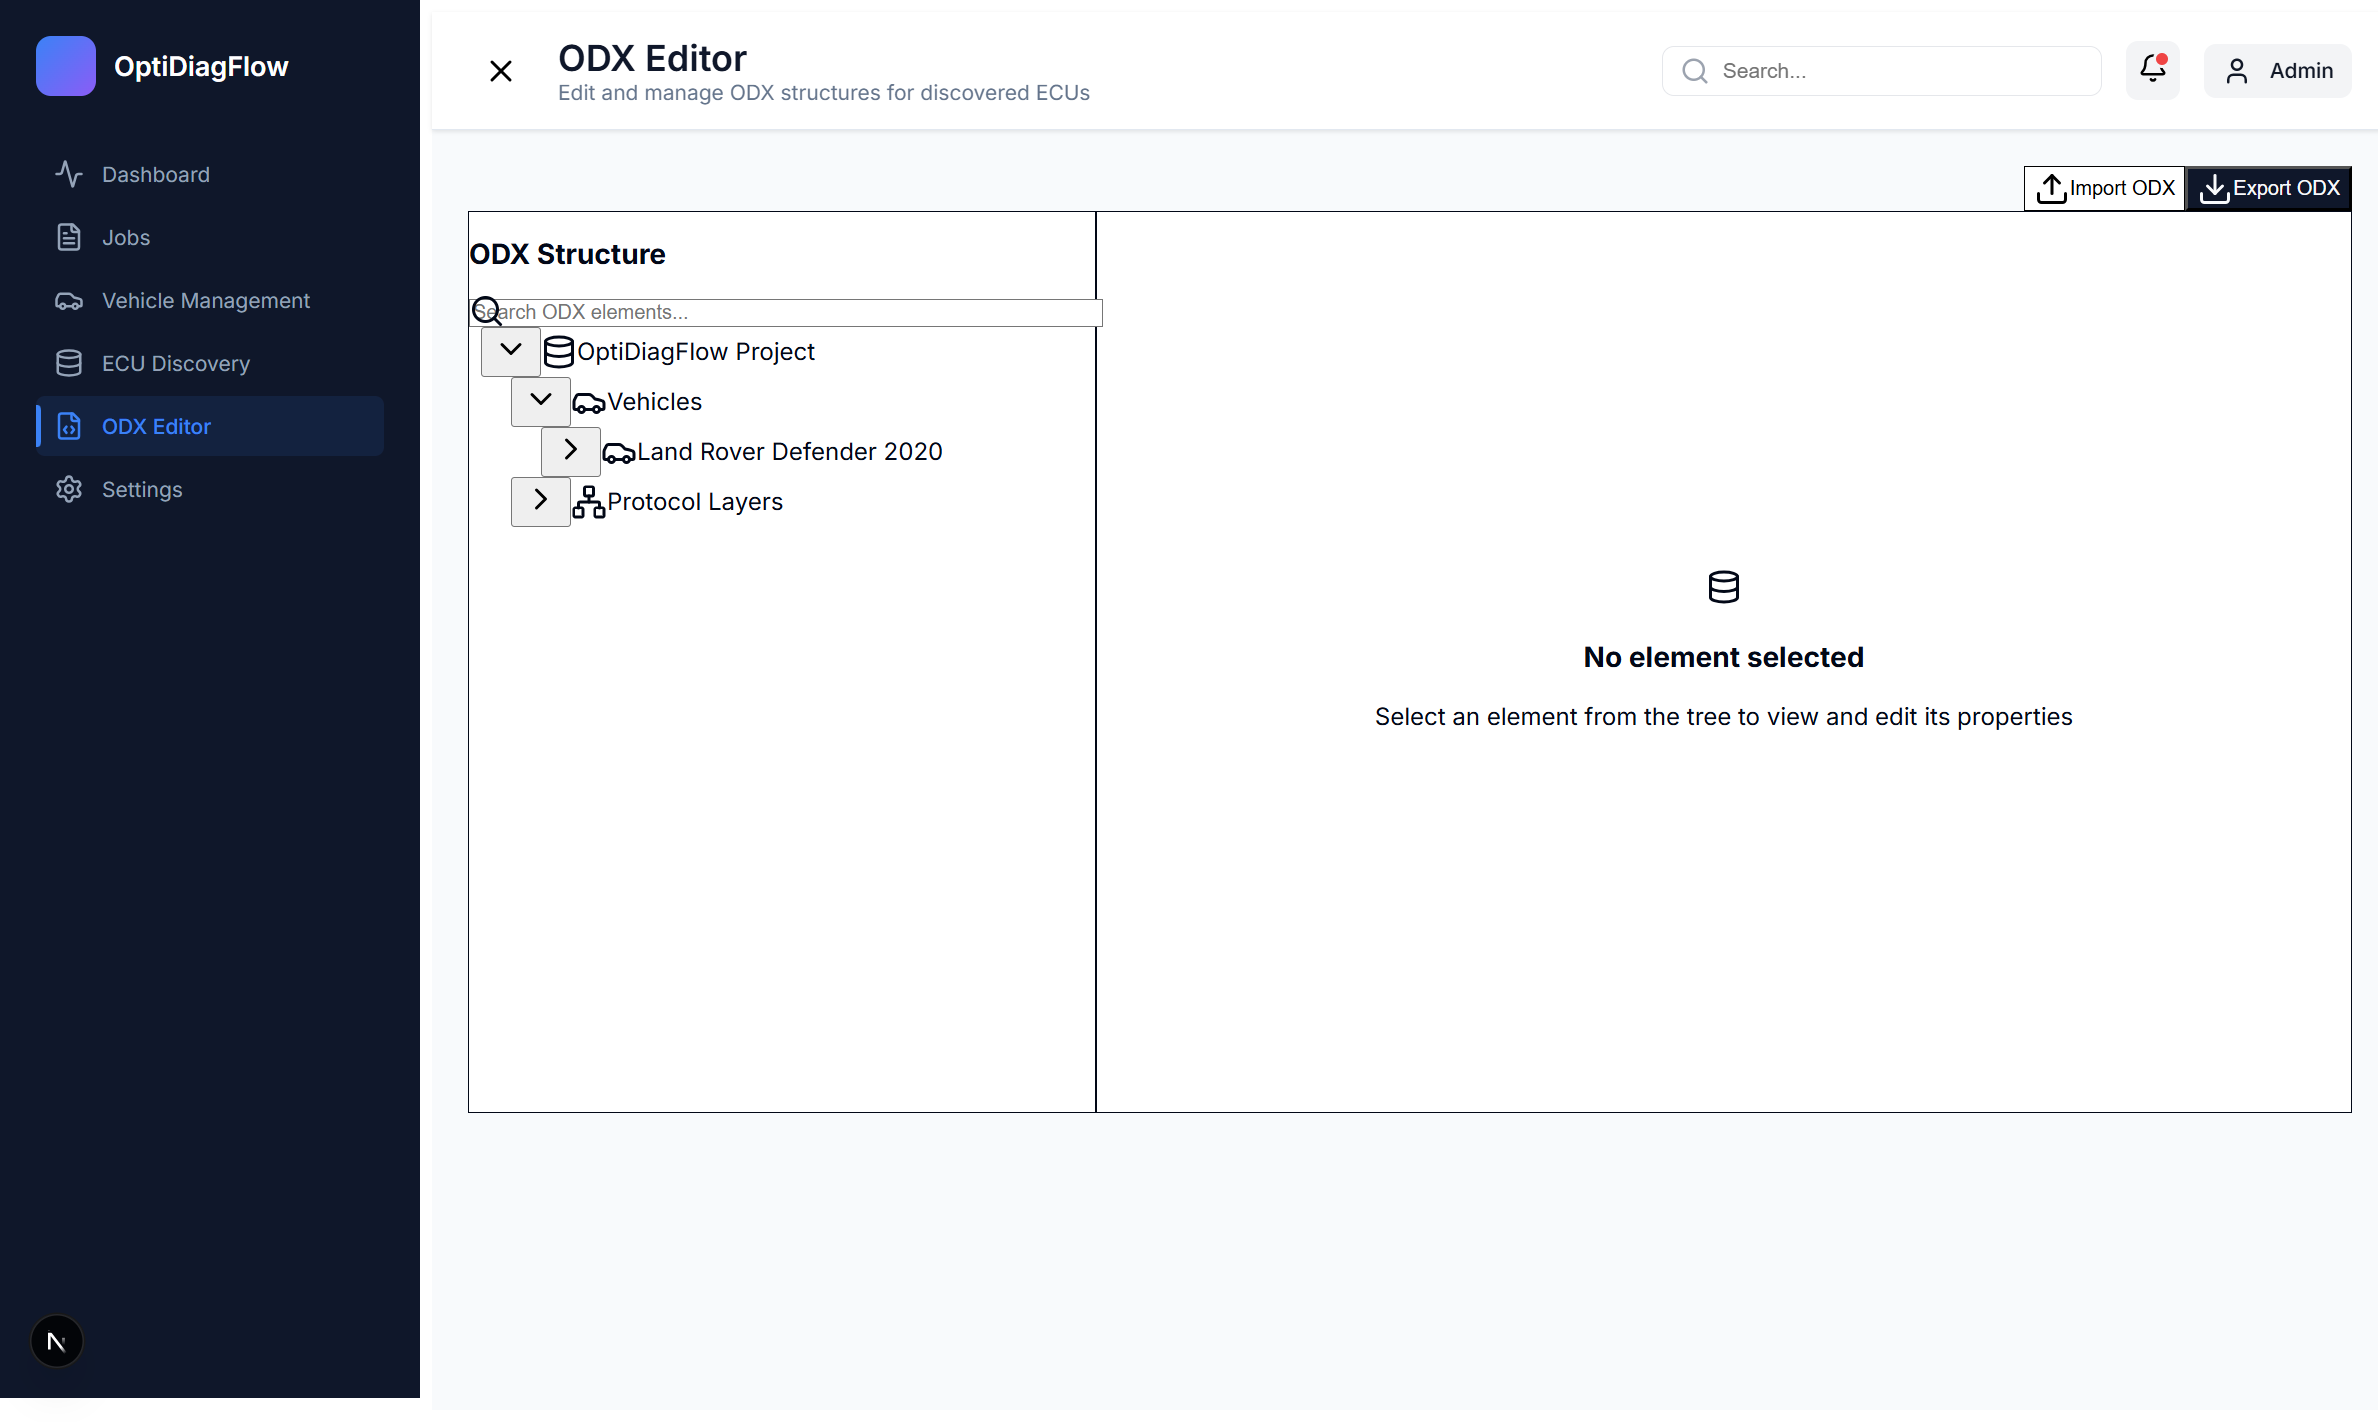 OptiDiagFlow
Dashboard
Jobs
Vehicle Management
ECU Discovery
ODX Editor
Settings
N
ODX Editor
Edit and manage ODX structures for discovered ECUs
Search...
Admin
Import ODX
Export ODX
ODX Structure
Search ODX elements...
OptiDiagFlow Project
Vehicles
Land Rover Defender 2020
Protocol Layers
No element selected
Select an element from the tree to view and edit its properties